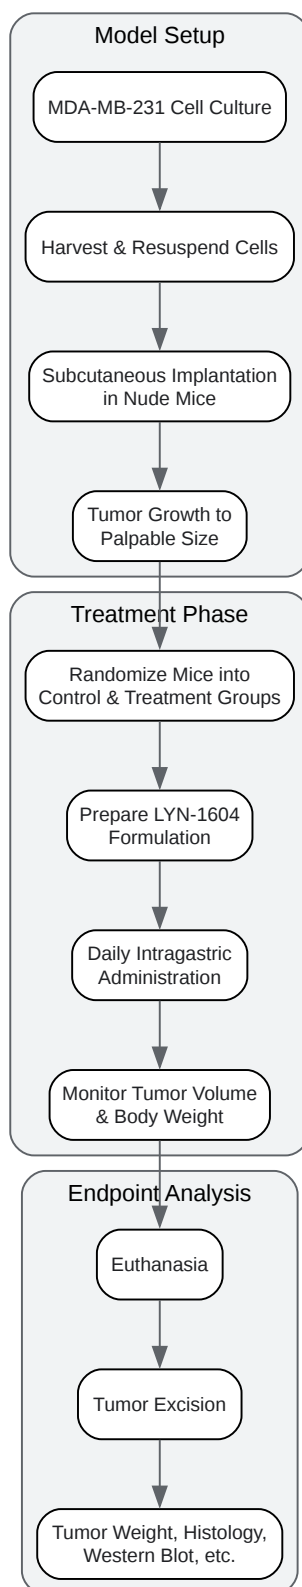 Model Setup
MDA-MB-231 Cell Culture
Harvest & Resuspend Cells
Subcutaneous Implantation
in Nude Mice
Tumor Growth to
Palpable Size
Treatment Phase
Randomize Mice into
Control & Treatment Groups
Prepare LYN-1604
Formulation
Daily Intragastric
Administration
Monitor Tumor Volume
& Body Weight
Endpoint Analysis
Euthanasia
Tumor Excision
Tumor Weight, Histology,
Western Blot, etc.